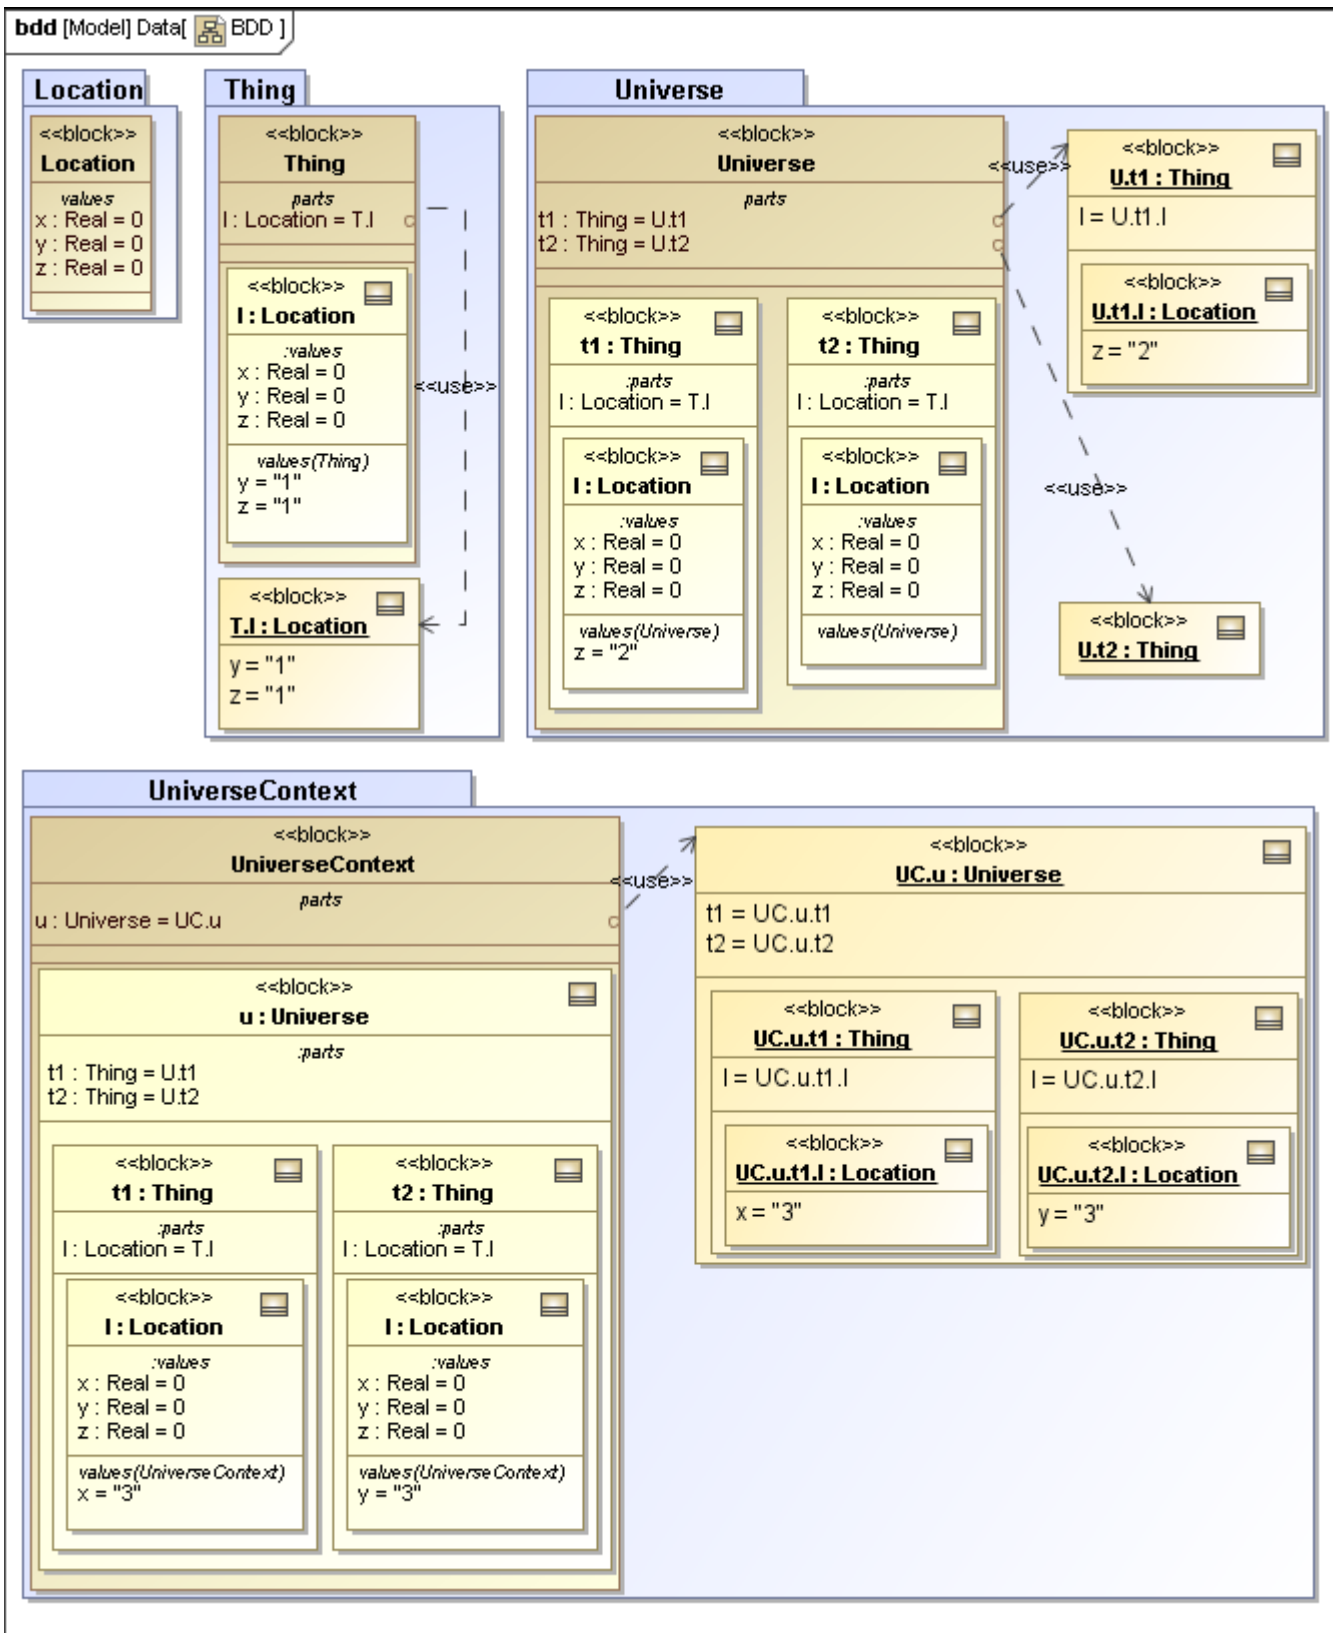 bdd [Model] Data[ BDD ]
Location
<<block>>
Location
values
x : Real = 0
y : Real = 0
z : Real = 0
Thing
<<block>>
Thing
parts
l : Location = T.l
<<block>>
l : Location
:values
x : Real = 0
y : Real = 0
z : Real = 0
values(Thing)
y = "1"
z = "1"
<<use>>
<<block>>
T.l : Location
y = "1"
z = "1"
Universe
<<block>>
Universe
parts
t1 : Thing = U.t1
t2 : Thing = U.t2
<<block>>
t1 : Thing
:parts
l : Location = T.l
<<block>>
l : Location
:values
x : Real = 0
y : Real = 0
z : Real = 0
values(Universe)
z = "2"
<<block>>
t2 : Thing
:parts
l : Location = T.l
<<block>>
l : Location
:values
x : Real = 0
y : Real = 0
z : Real = 0
values(Universe)
<<use>>
<<block>>
U.t1 : Thing
l = U.t1.l
<<block>>
U.t1.l : Location
z = "2"
<<use>>
<<block>>
U.t2 : Thing
UniverseContext
<<block>>
UniverseContext
parts
u : Universe = UC.u
<<block>>
u : Universe
:parts
t1 : Thing = U.t1
t2 : Thing = U.t2
<<block>>
t1 : Thing
:parts
l : Location = T.l
<<block>>
l : Location
:values
x : Real = 0
y : Real = 0
z : Real = 0
values(UniverseContext)
x = "3"
<<block>>
t2 : Thing
:parts
l : Location = T.l
<<block>>
l : Location
:values
x : Real = 0
y : Real = 0
z : Real = 0
values(UniverseContext)
y = "3"
<<use>>
<<block>>
UC.u : Universe
t1 = UC.u.t1
t2 = UC.u.t2
<<block>>
UC.u.t1 : Thing
l = UC.u.t1.l
<<block>>
UC.u.t1.l : Location
x = "3"
<<block>>
UC.u.t2 : Thing
l = UC.u.t2.l
<<block>>
UC.u.t2.l : Location
y = "3"